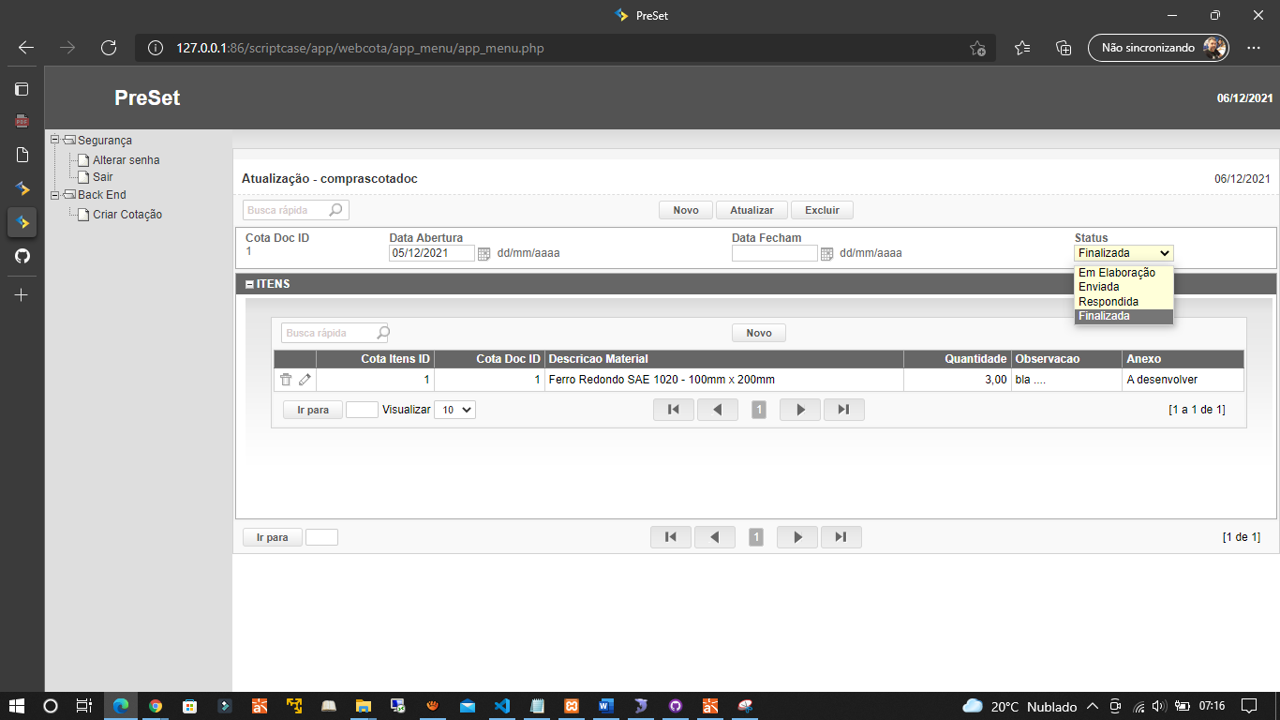 PreSet
127.0.0.1:86/scriptcase/app/webcota/app_menu/app_menu.php
Não sincronizando
PreSet
06/12/2021
Segurança
Alterar senha
Sair
Back End
Criar Cotação
Atualização - comprascotadoc
06/12/2021
Busca rápida
Novo
Atualizar
Excluir
Cota Doc ID
Data Abertura
Data Fecham
Status
1
05/12/2021
dd/mm/aaaa
dd/mm/aaaa
Finalizada
Em Elaboração
Enviada
Respondida
Finalizada
ITENS
Busca rápida
Novo
Cota Itens ID Cota Doc ID Descricao Material Quantidade Observacao Anexo
1 1 Ferro Redondo SAE 1020 - 100mm x 200mm 3,00 bla .... A desenvolver
Ir para
Visualizar 10
1
[1 a 1 de 1]
Ir para
1
[1 de 1]
PDF
20°C Nublado
07:16